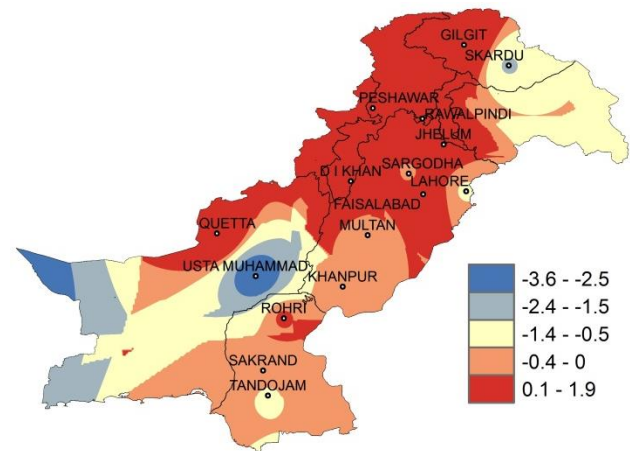 GILGIT
SKARDU
PESHAWAR
RAWALPINDI
JHELUM
SARGODHA
D I KHAN
LAHORE
FAISALABAD
QUETTA
MULTAN
USTA MUHAMMAD
KHANPUR
ROHRI
SAKRAND
TANDOJAM
-3.6 - -2.5
-2.4 - -1.5
-1.4 - -0.5
-0.4 - 0
0.1 - 1.9